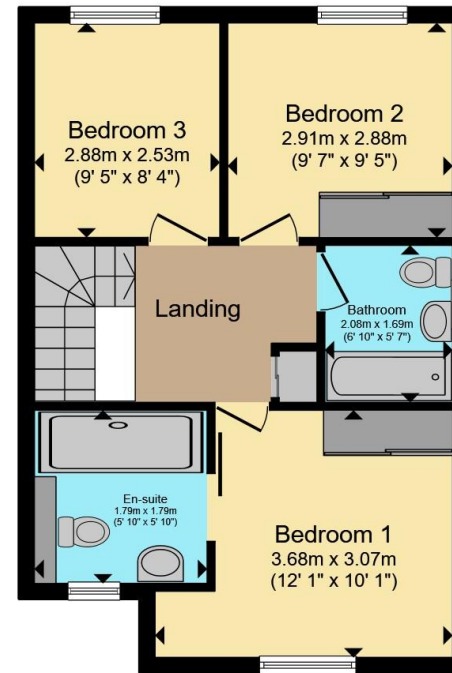 Bedroom 3
2.88m x 2.53m
(9' 5" x 8' 4")
Bedroom 2
2.91m x 2.88m
(9' 7" x 9' 5")
Landing
Bathroom
2.08m x 1.69m
(6' 10" x 5' 7")
En-suite
1.79m x 1.79m
(5' 10" x 5' 10")
Bedroom 1
3.68m x 3.07m
(12' 1" x 10' 1")